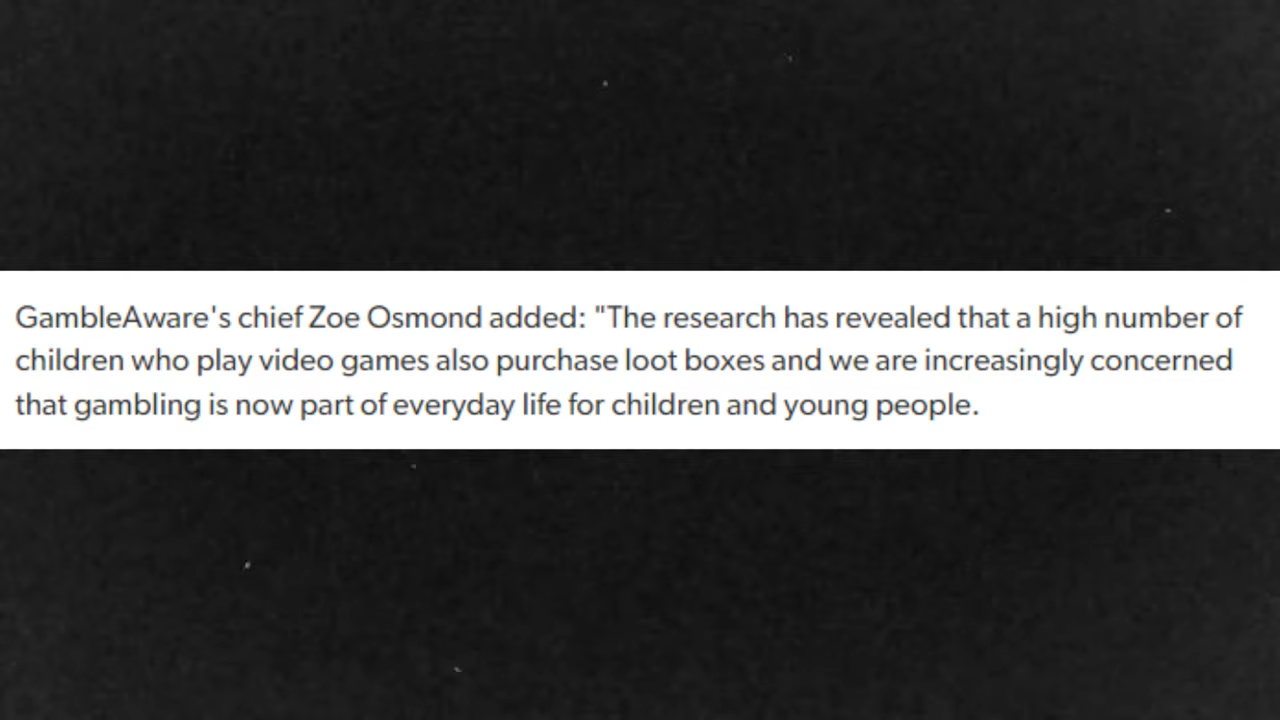 GambleAware's chief Zoe Osmond added: "The research has revealed that a high number of
children who play video games also purchase loot boxes and we are increasingly concerned
that gambling is now part of everyday life for children and young people.